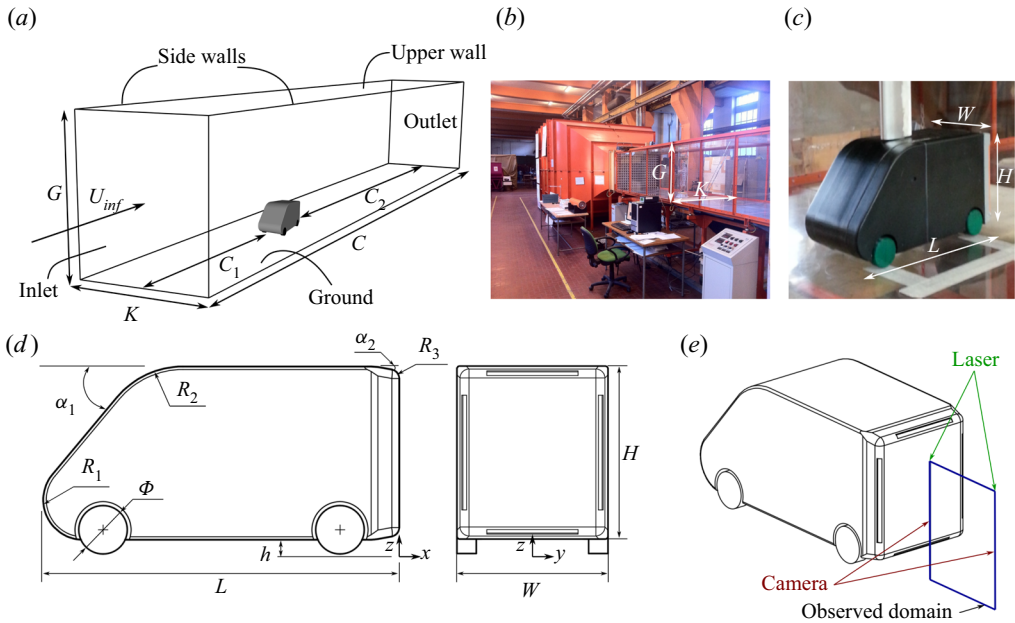 (a)
Side walls
Upper wall
Outlet
G
U_inf
C_2
C
C_1
Inlet
Ground
K
(b)
G
K
(c)
W
H
L
(d)
α_2
R_3
α_1
R_2
R_1
Φ
h
z
x
L
H
z
y
W
(e)
Laser
Camera
Observed domain